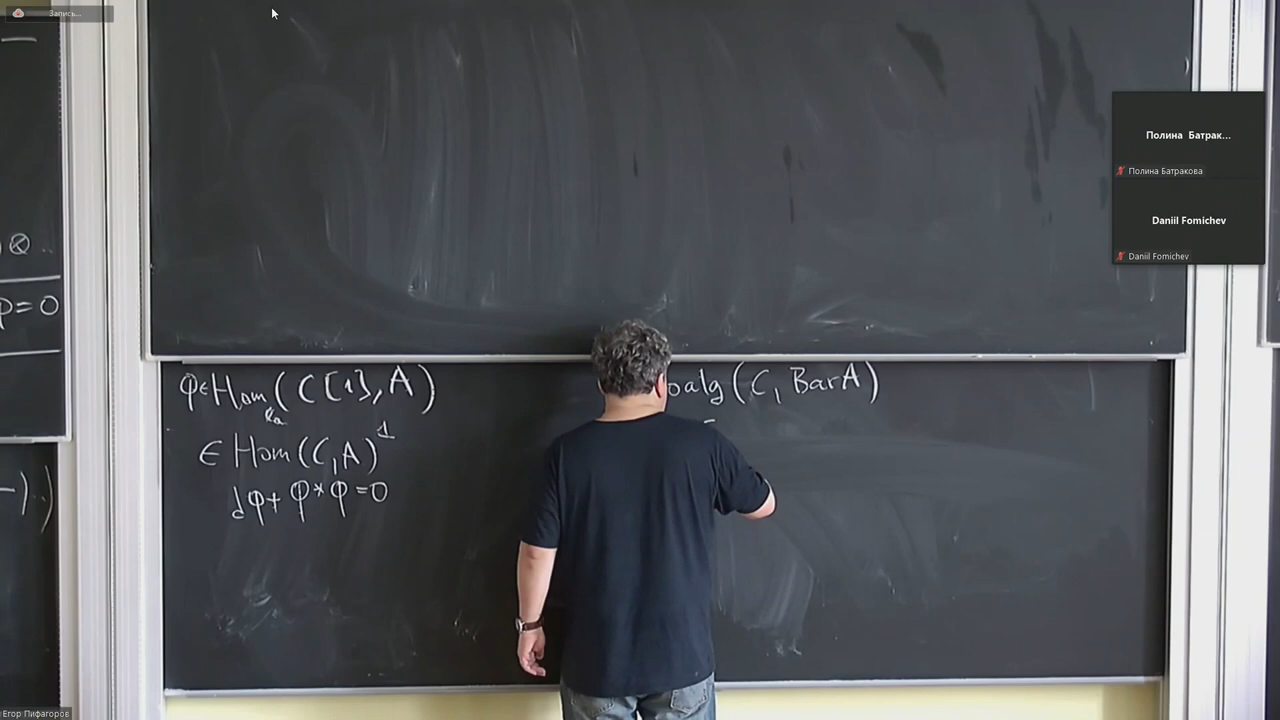 Запись...
⊗ ..
φ=0
–).)
φ∈Hom(C[1], A)
∈ Hom(C, A)¹
dφ+ φ*φ=0
oalg(C, BarA)
Полина Батрак...
Полина Батракова
Daniil Fomichev
Daniil Fomichev
Егор Пифагоров